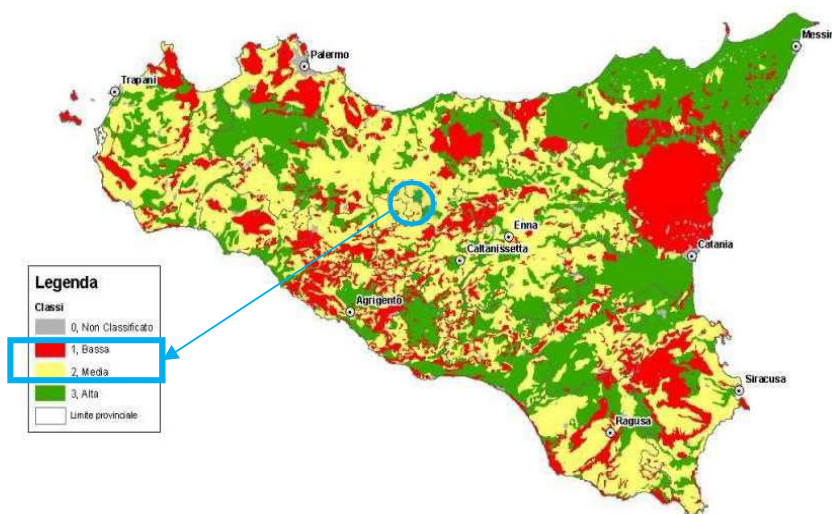 Palermo
Messin
Trapani
Enna
Caltanissetta
Catania
Agrigento
Siracusa
Ragusa
Legenda
Classi
0, Non Classificato
1, Bassa
2, Media
3, Alta
Limite provinciale